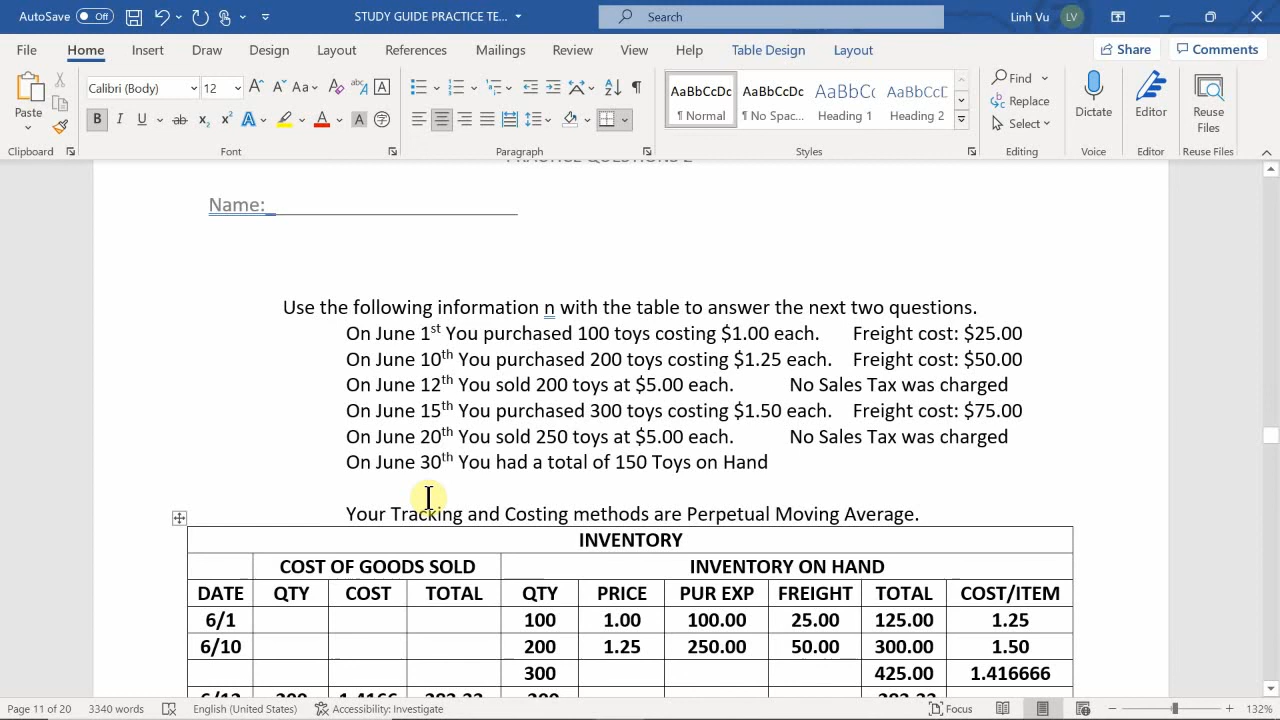 AutoSave Off STUDY GUIDE PRACTICE TE... Search Linh Vu LV
File Home Insert Draw Design Layout References Mailings Review View Help Table Design Layout Share Comments
Paste Calibri (Body) 12 AaBbCcDc AaBbCcDc AaBbCc AaBbCcD Find
¶ Normal ¶ No Spac... Heading 1 Heading 2 Replace Dictate Editor Reuse Files
Select
Clipboard Font Paragraph Styles Editing Voice Editor Reuse Files
PRACTICE QUESTIONS 2
Name:_
Use the following information n with the table to answer the next two questions.
On June 1st You purchased 100 toys costing $1.00 each. Freight cost: $25.00
On June 10th You purchased 200 toys costing $1.25 each. Freight cost: $50.00
On June 12th You sold 200 toys at $5.00 each. No Sales Tax was charged
On June 15th You purchased 300 toys costing $1.50 each. Freight cost: $75.00
On June 20th You sold 250 toys at $5.00 each. No Sales Tax was charged
On June 30th You had a total of 150 Toys on Hand
Your Tracking and Costing methods are Perpetual Moving Average.
INVENTORY
COST OF GOODS SOLD INVENTORY ON HAND
DATE QTY COST TOTAL QTY PRICE PUR EXP FREIGHT TOTAL COST/ITEM
6/1 100 1.00 100.00 25.00 125.00 1.25
6/10 200 1.25 250.00 50.00 300.00 1.50
300 425.00 1.416666
Page 11 of 20 3340 words English (United States) Accessibility: Investigate Focus 132%